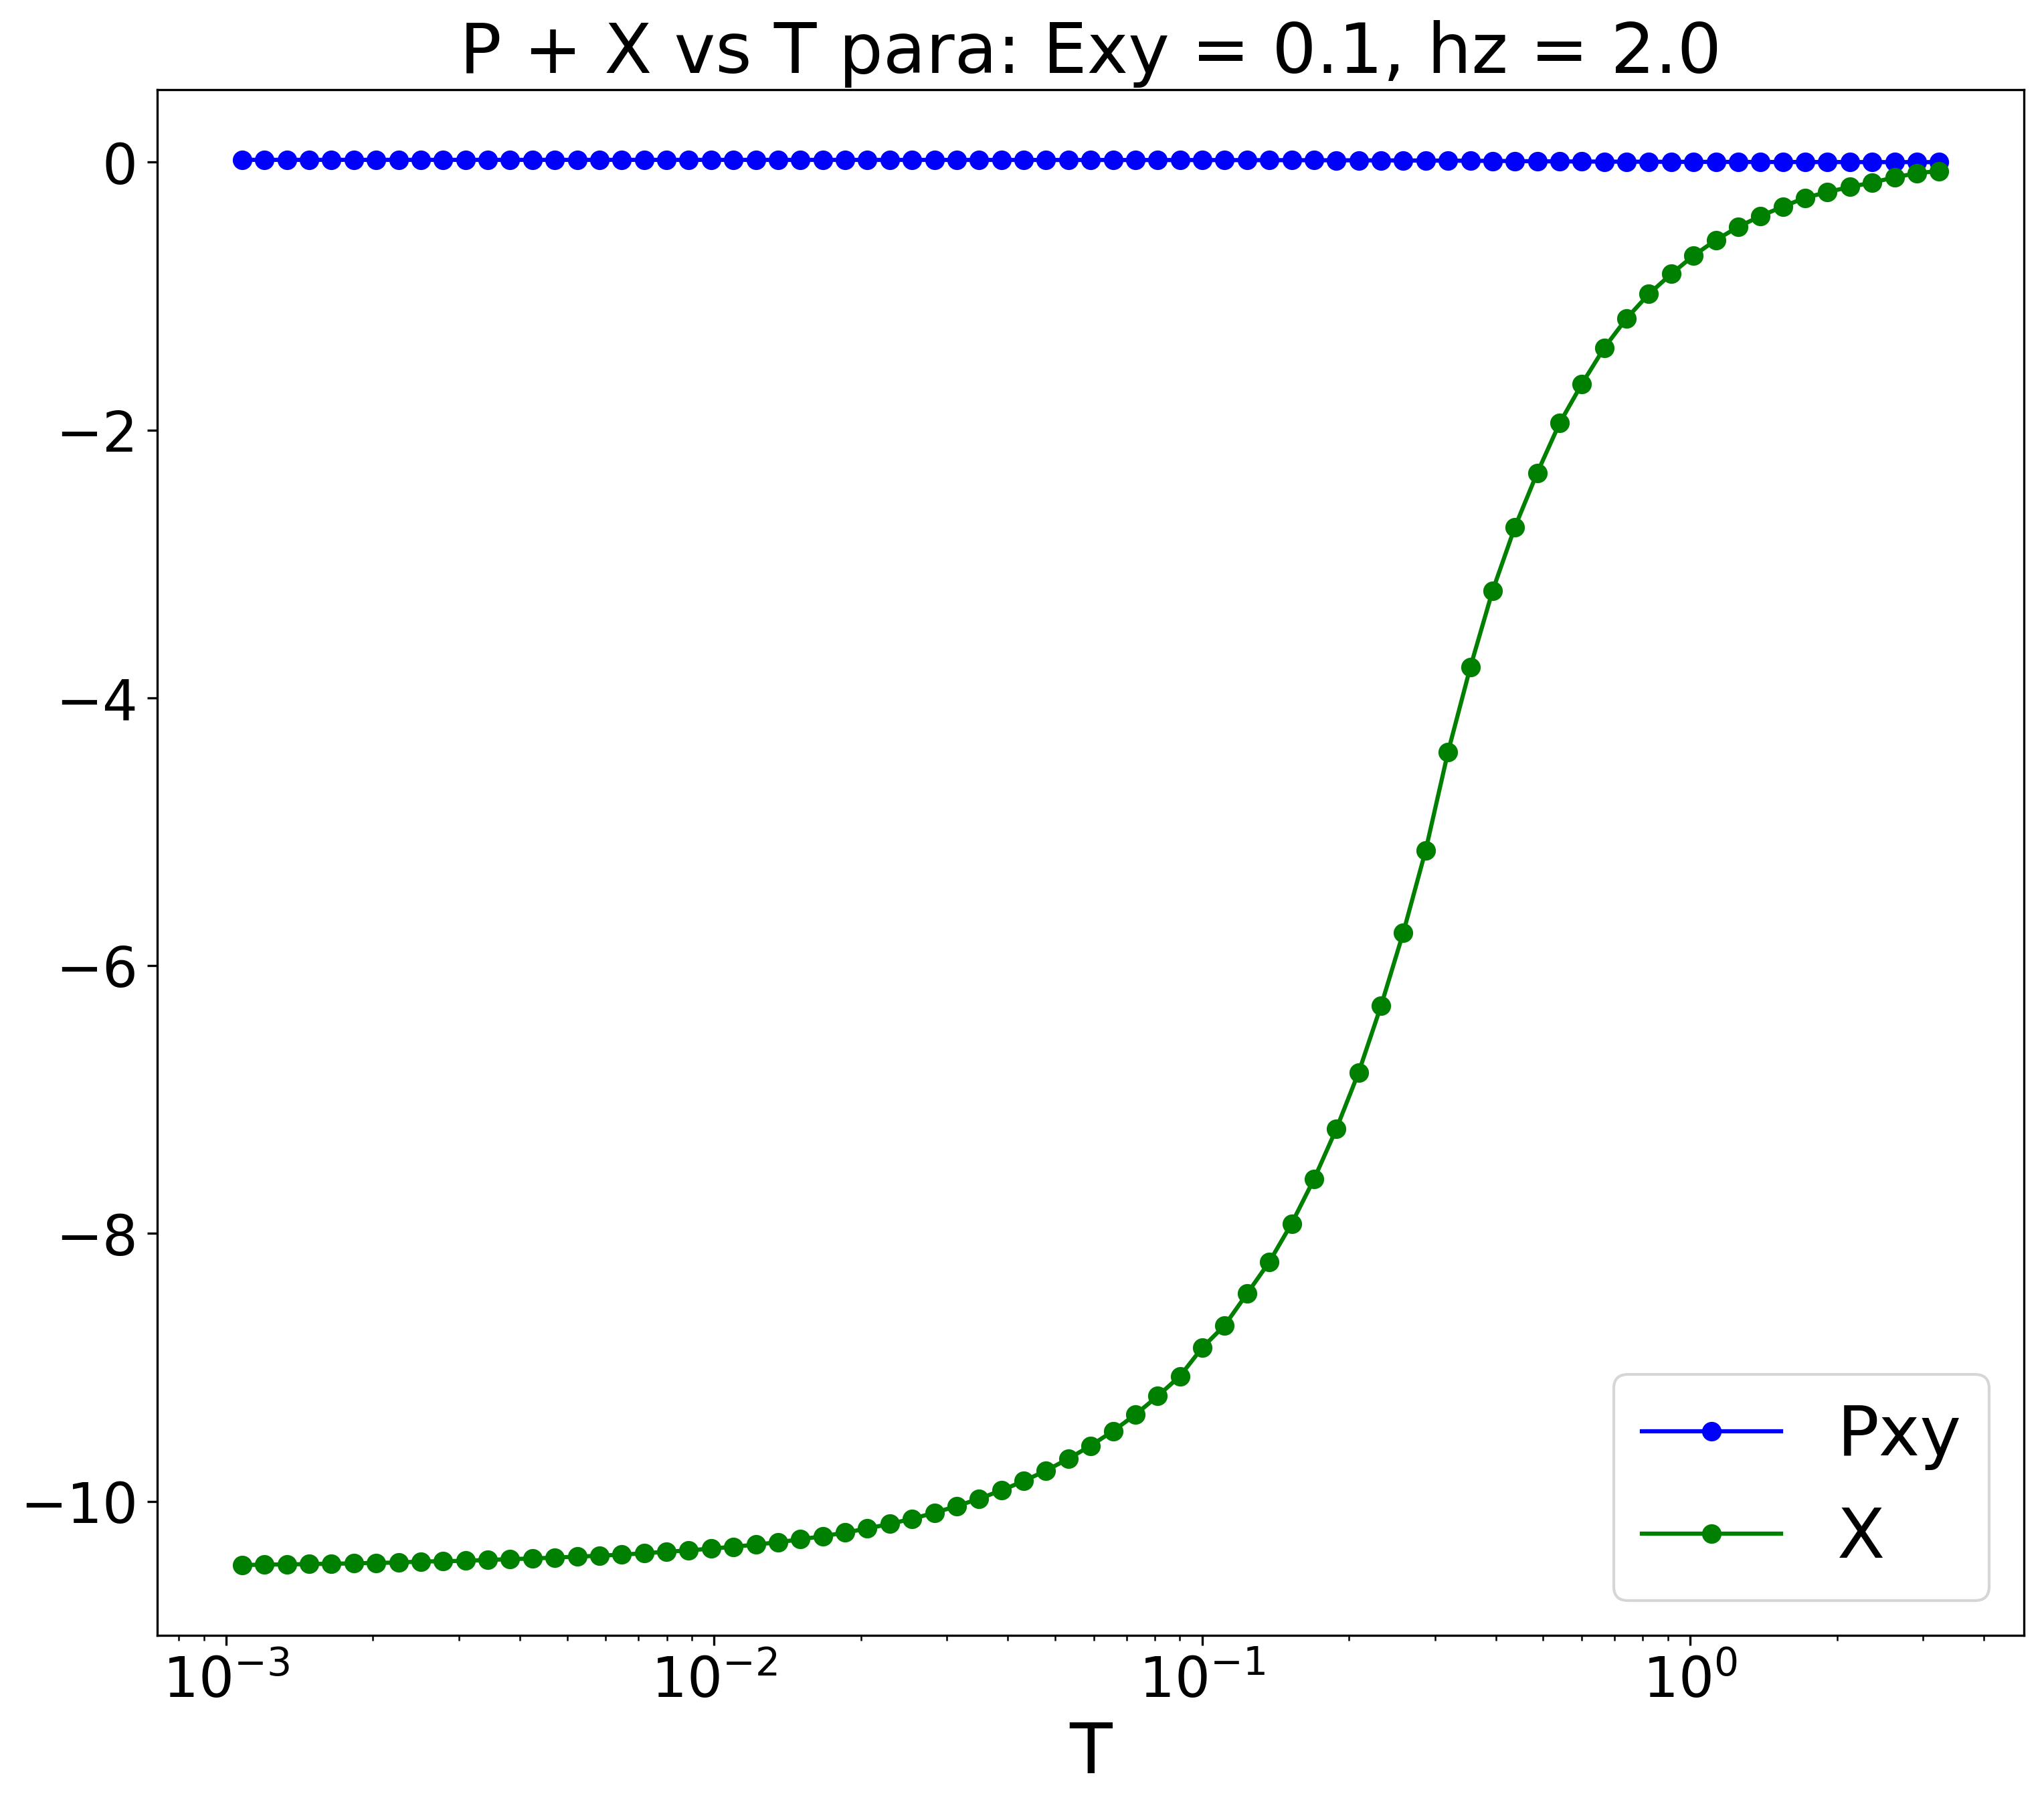 P + X vs T para: Exy = 0.1, hz = 2.0
0
−2
−4
−6
−8
−10
Pxy
X
10⁻³ 10⁻² 10⁻¹ 10⁰
T